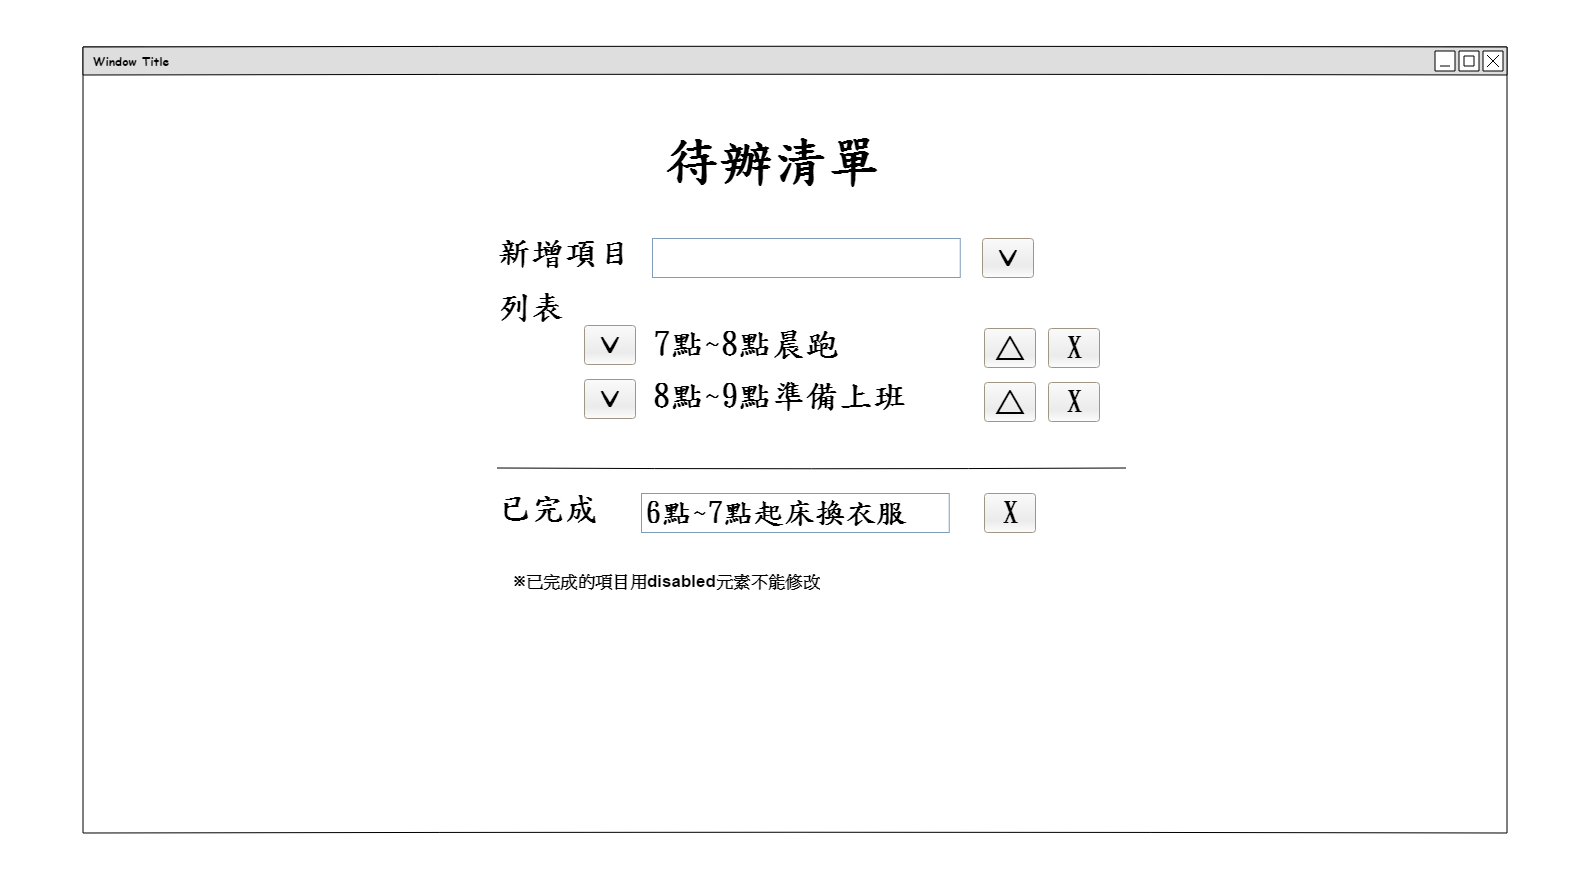 Window Title
待辦清單
新增項目 V
列表
V 7點~8點晨跑 △ X
V 8點~9點準備上班 △ X
已完成 6點~7點起床換衣服 X
※已完成的項目用disabled元素不能修改